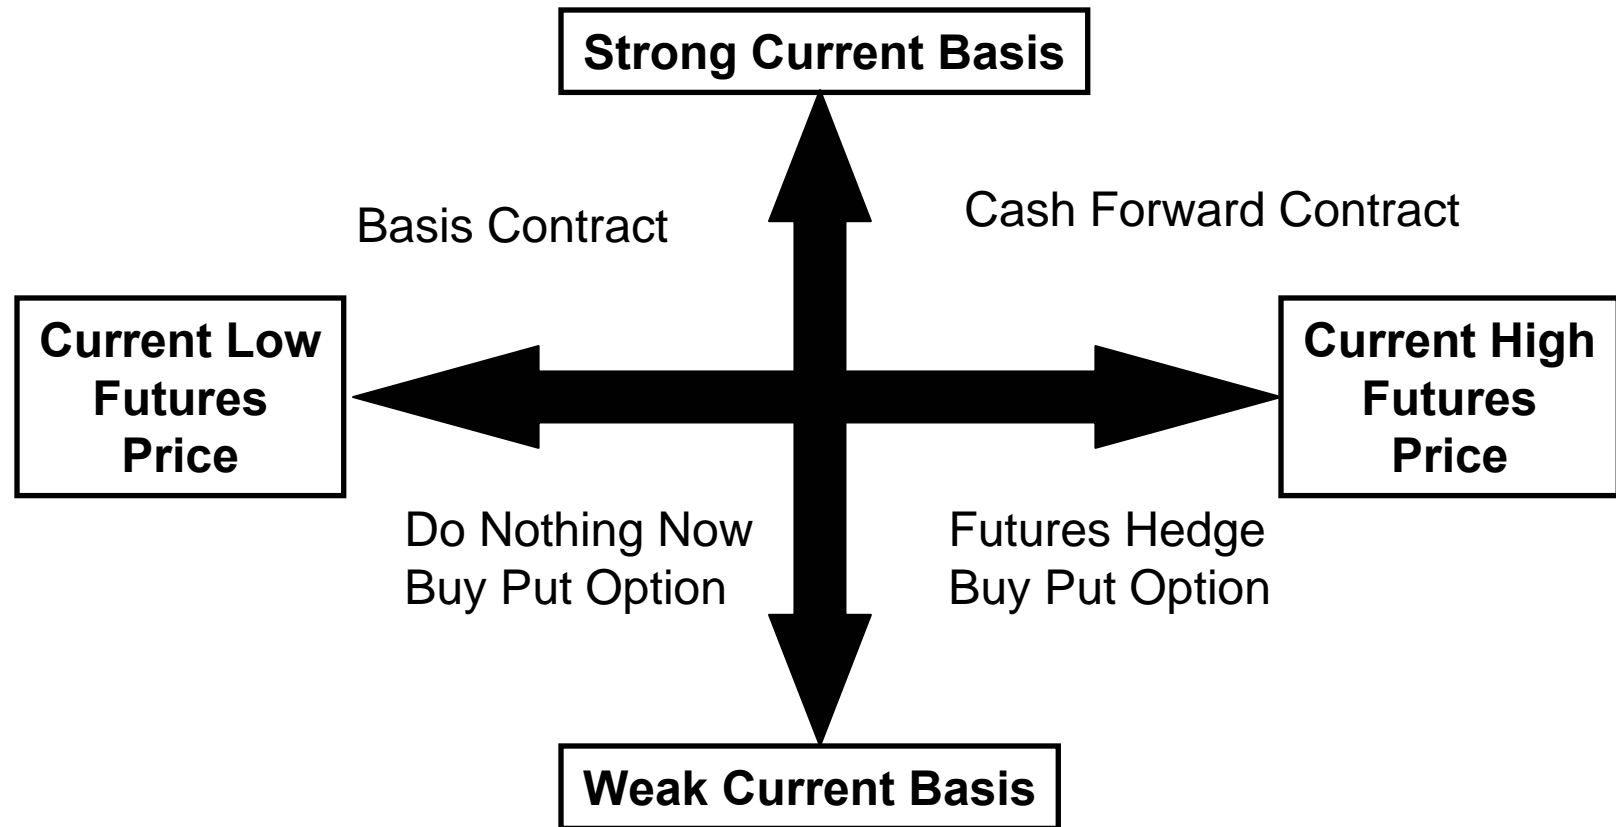 Strong Current Basis
Basis Contract
Cash Forward Contract
Current Low
Futures
Price
Current High
Futures
Price
Do Nothing Now
Buy Put Option
Futures Hedge
Buy Put Option
Weak Current Basis